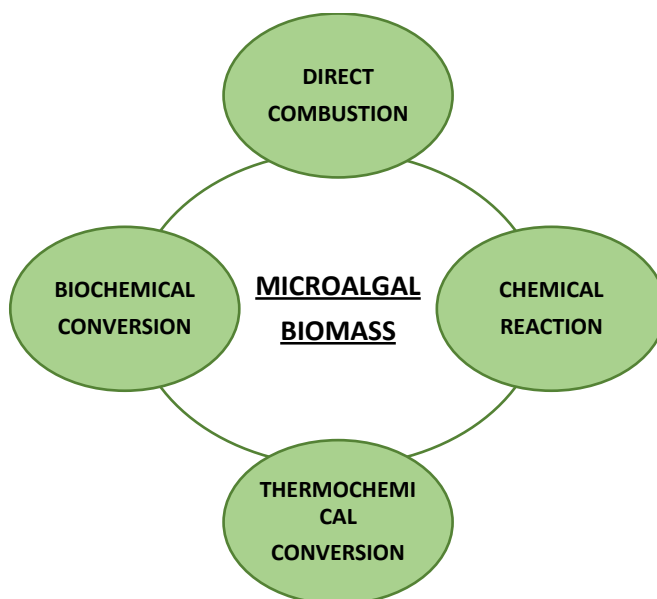 DIRECT
COMBUSTION
BIOCHEMICAL
CONVERSION
MICROALGAL
BIOMASS
CHEMICAL
REACTION
THERMOCHEMI
CAL
CONVERSION